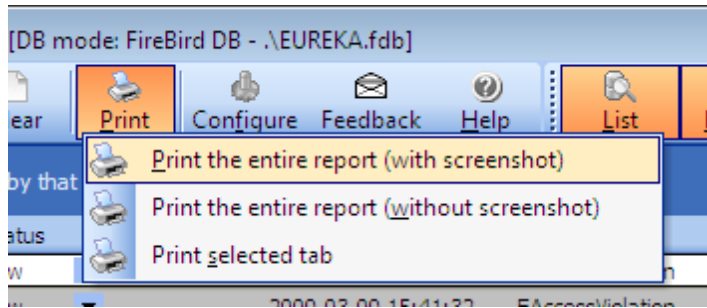 [DB mode: FireBird DB - .\EUREKA.fdb]
ear Print Configure Feedback Help List
Print the entire report (with screenshot)
by that
Print the entire report (without screenshot)
atus
Print selected tab